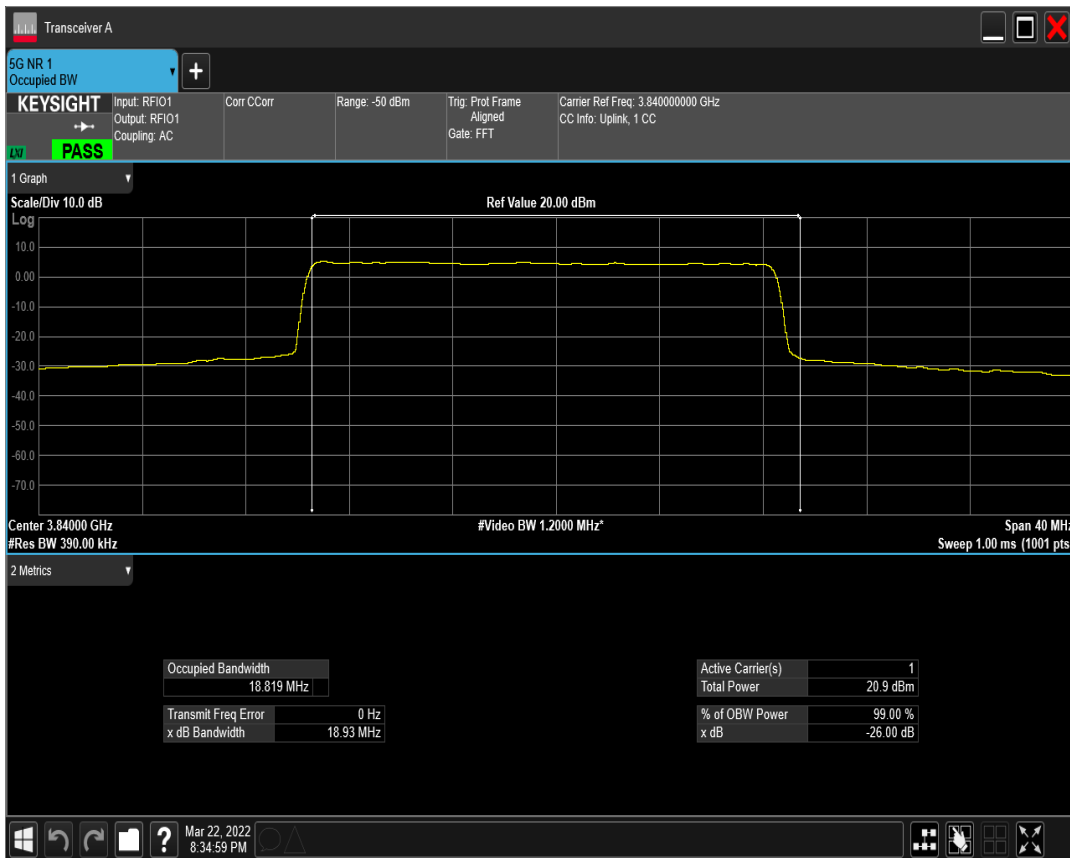 Transceiver A
5G NR 1
Occupied BW
+
KEYSIGHT
LXI
PASS
Input: RFIO1
Output: RFIO1
Coupling: AC
Corr CCorr
Range: -50 dBm
Trig: Prot Frame
Aligned
Gate: FFT
Carrier Ref Freq: 3.840000000 GHz
CC Info: Uplink, 1 CC
1 Graph
Scale/Div 10.0 dB
Ref Value 20.00 dBm
Log
10.0
0.00
-10.0
-20.0
-30.0
-40.0
-50.0
-60.0
-70.0
Center 3.84000 GHz
#Video BW 1.2000 MHz*
Span 40 MHz
#Res BW 390.00 kHz
Sweep 1.00 ms (1001 pts
2 Metrics
Occupied Bandwidth
18.819 MHz
Transmit Freq Error 0 Hz
x dB Bandwidth 18.93 MHz
Active Carrier(s) 1
Total Power 20.9 dBm
% of OBW Power 99.00 %
x dB -26.00 dB
?
Mar 22, 2022
8:34:59 PM